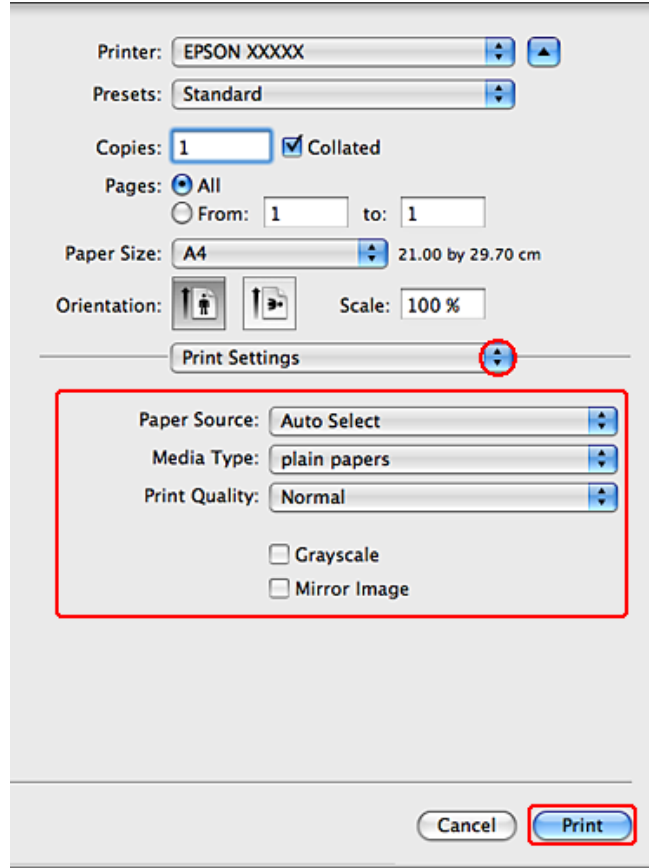 Printer: EPSON XXXXX
Presets: Standard
Copies: 1 Collated
Pages: All
From: 1 to: 1
Paper Size: A4 21.00 by 29.70 cm
Orientation: Scale: 100 %
Print Settings
Paper Source: Auto Select
Media Type: plain papers
Print Quality: Normal
Grayscale
Mirror Image
Cancel Print